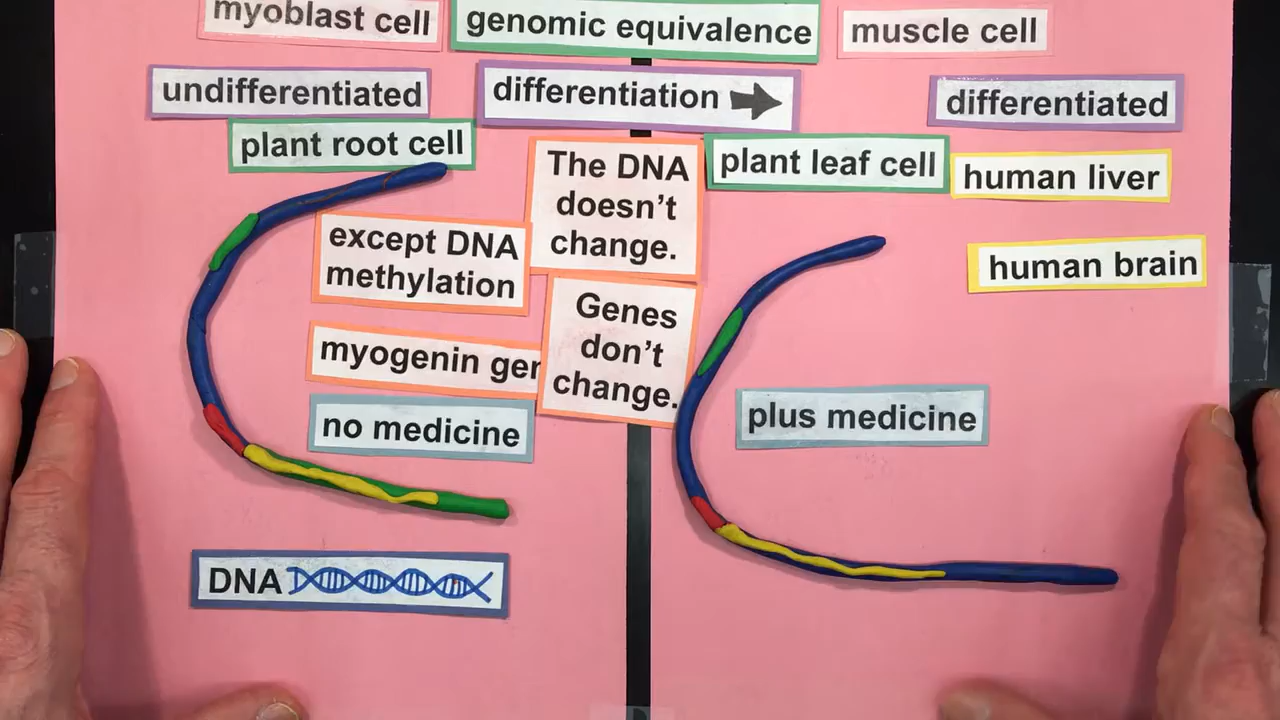 myoblast cell
genomic equivalence
muscle cell
undifferentiated
differentiation
differentiated
plant root cell
The DNA
doesn't
change.
plant leaf cell
human liver
except DNA
methylation
human brain
Genes
don't
change.
myogenin ger
no medicine
plus medicine
DNA